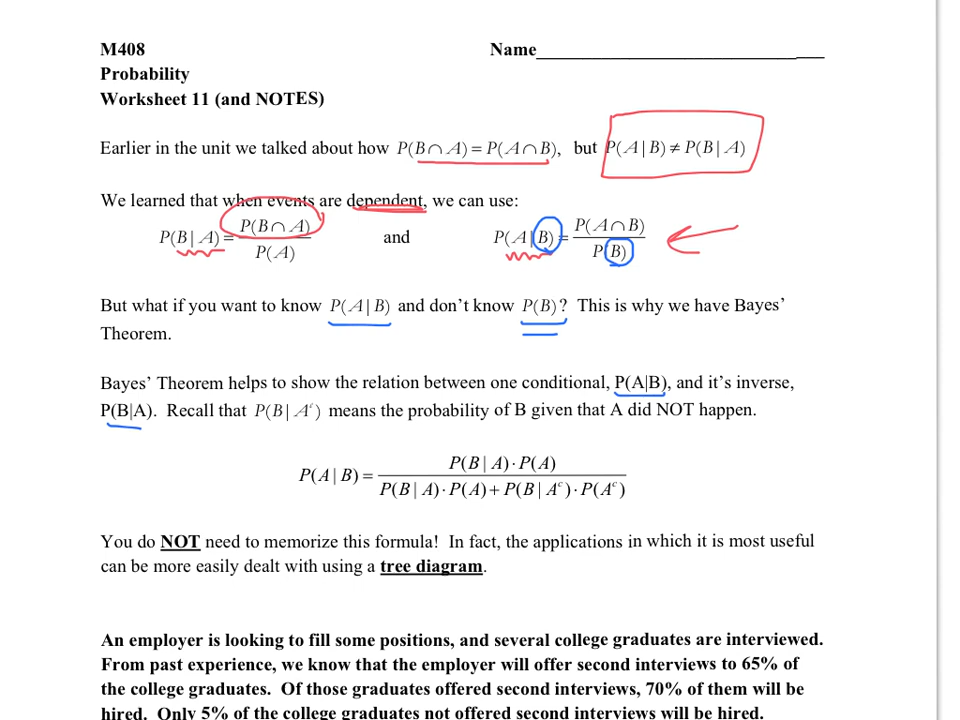 M408
Name
Probability
Worksheet 11 (and NOTES)
Earlier in the unit we talked about how P(B∩A) = P(A∩B), but P(A|B) ≠ P(B|A)
We learned that when events are dependent, we can use:
P(B|A) = P(B∩A) / P(A) and P(A|B) = P(A∩B) / P(B)
But what if you want to know P(A|B) and don't know P(B)? This is why we have Bayes'
Theorem.
Bayes' Theorem helps to show the relation between one conditional, P(A|B), and it's inverse,
P(B|A). Recall that P(B|Aᶜ) means the probability of B given that A did NOT happen.
P(A|B) = P(B|A)·P(A) / P(B|A)·P(A) + P(B|Aᶜ)·P(Aᶜ)
You do NOT need to memorize this formula! In fact, the applications in which it is most useful
can be more easily dealt with using a tree diagram.
An employer is looking to fill some positions, and several college graduates are interviewed.
From past experience, we know that the employer will offer second interviews to 65% of
the college graduates. Of those graduates offered second interviews, 70% of them will be
hired. Only 5% of the college graduates not offered second interviews will be hired.